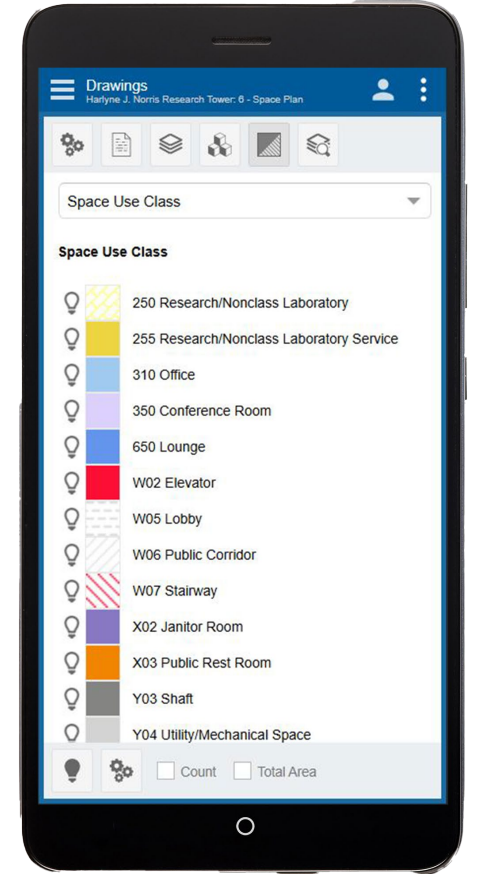 Drawings
Harlyne J. Norris Research Tower: 6 - Space Plan
Space Use Class
Space Use Class
250 Research/Nonclass Laboratory
255 Research/Nonclass Laboratory Service
310 Office
350 Conference Room
650 Lounge
W02 Elevator
W05 Lobby
W06 Public Corridor
W07 Stairway
X02 Janitor Room
X03 Public Rest Room
Y03 Shaft
Y04 Utility/Mechanical Space
Count Total Area